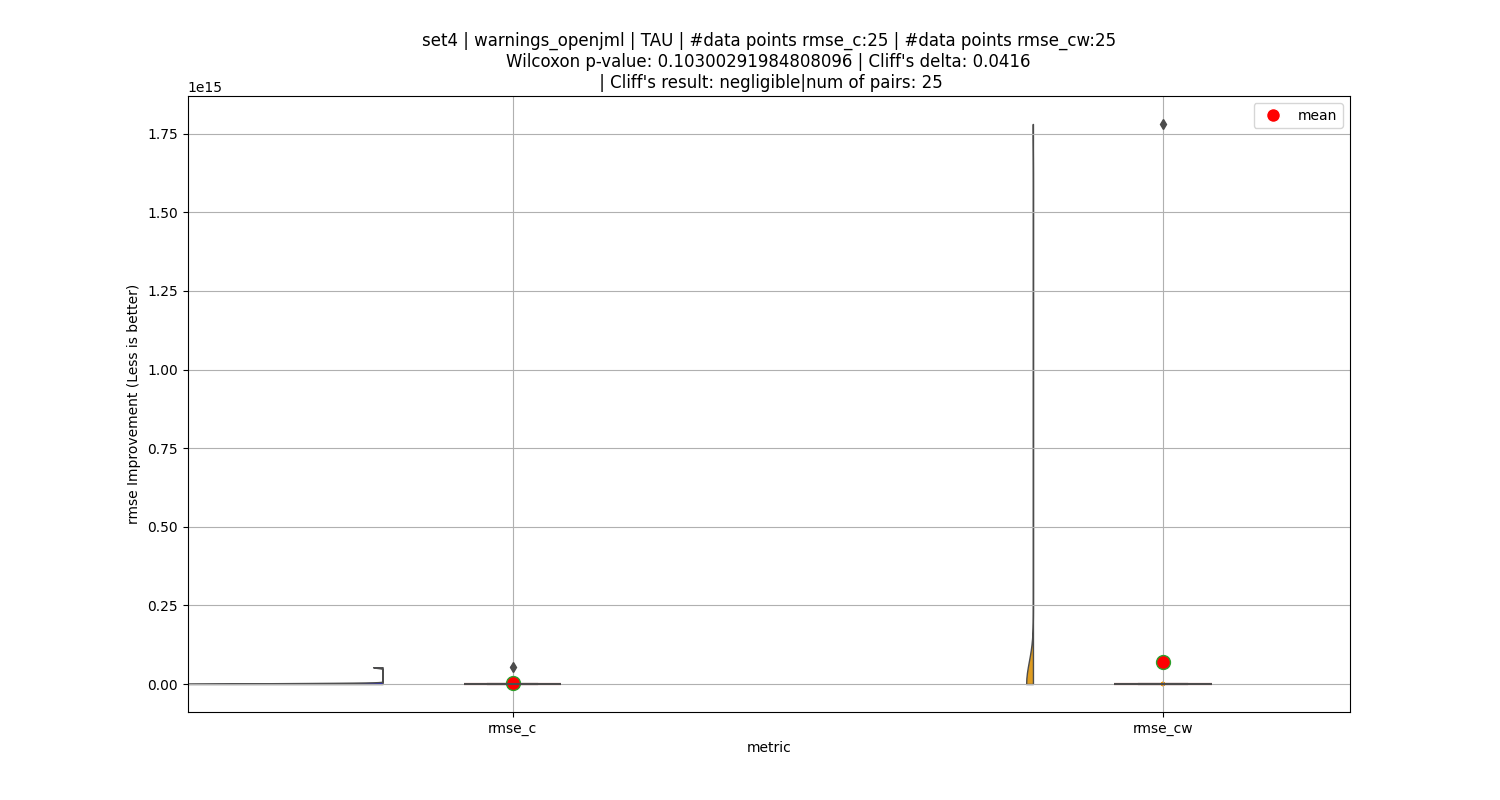 set4 | warnings_openjml | TAU | #data points rmse_c:25 | #data points rmse_cw:25
Wilcoxon p-value: 0.10300291984808096 | Cliff's delta: 0.0416
| Cliff's result: negligible|num of pairs: 25
1e15
mean
1.75
1.50
1.25
1.00
0.75
0.50
0.25
0.00
rmse Improvement (Less is better)
rmse_c
rmse_cw
metric